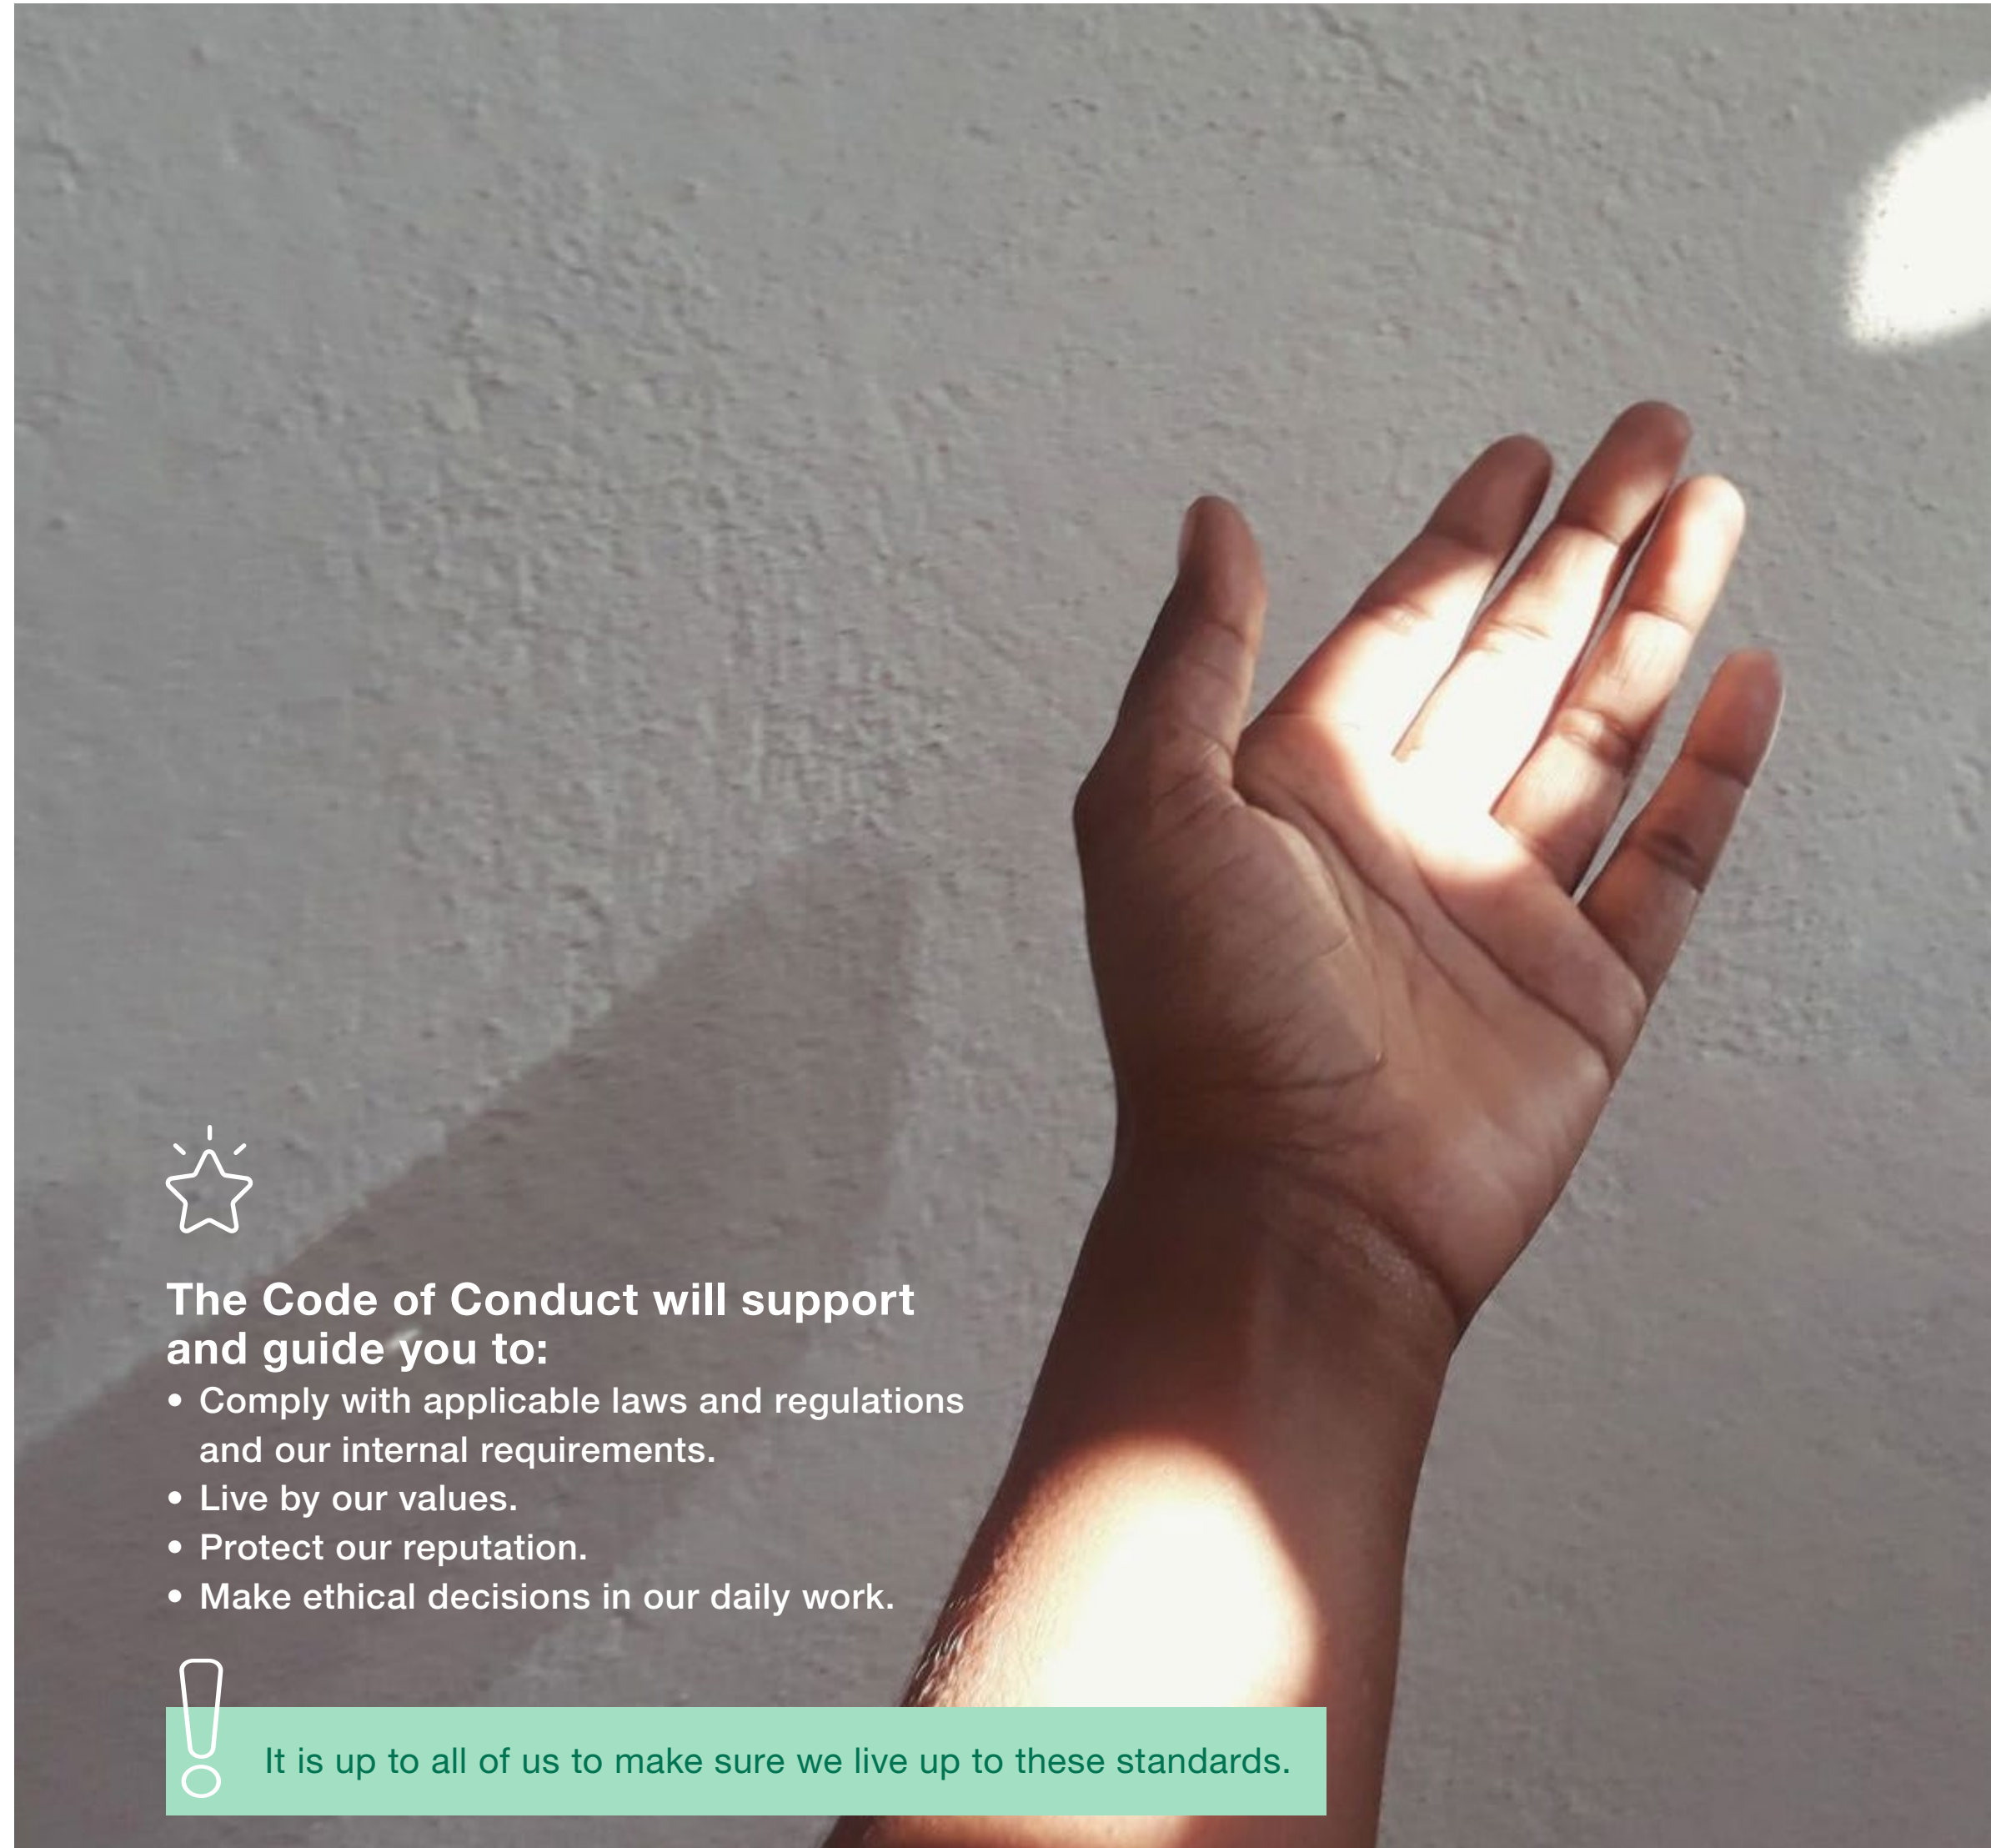 The Code of Conduct will support
and guide you to:
• Comply with applicable laws and regulations
and our internal requirements.
• Live by our values.
• Protect our reputation.
• Make ethical decisions in our daily work.
It is up to all of us to make sure we live up to these standards.